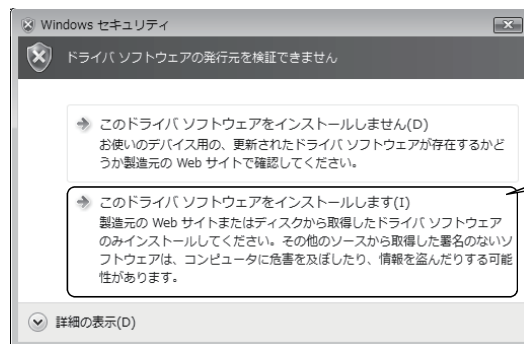 Windows セキュリティ
ドライバ ソフトウェアの発行元を検証できません
このドライバ ソフトウェアをインストールしません(D)
お使いのデバイス用の、更新されたドライバ ソフトウェアが存在するかど
うか製造元の Web サイトで確認してください。
このドライバ ソフトウェアをインストールします(I)
製造元の Web サイトまたはディスクから取得したドライバ ソフトウェア
のみインストールしてください。その他のソースから取得した署名のないソ
フトウェアは、コンピュータに危害を及ぼしたり、情報を盗んだりする可能
性があります。
詳細の表示(D)